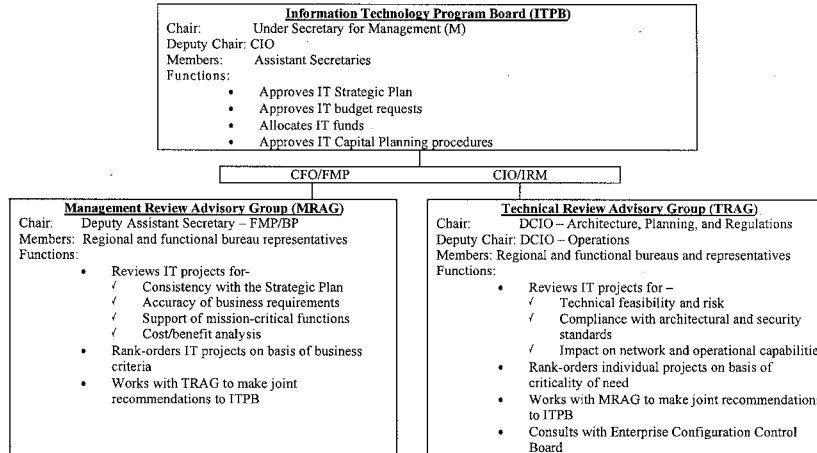 Information Technology Program Board (ITPB)
Chair: Under Secretary for Management (M)
Deputy Chair: CIO
Members: Assistant Secretaries
Functions:
• Approves IT Strategic Plan
• Approves IT budget requests
• Allocates IT funds
• Approves IT Capital Planning procedures
CFO/FMP CIO/IRM
Management Review Advisory Group (MRAG)
Chair: Deputy Assistant Secretary – FMP/BP
Members: Regional and functional bureau representatives
Functions:
• Reviews IT projects for-
√ Consistency with the Strategic Plan
√ Accuracy of business requirements
√ Support of mission-critical functions
√ Cost/benefit analysis
• Rank-orders IT projects on basis of business
criteria
• Works with TRAG to make joint
recommendations to ITPB
Technical Review Advisory Group (TRAG)
Chair: DCIO – Architecture, Planning, and Regulations
Deputy Chair: DCIO – Operations
Members: Regional and functional bureaus and representatives
Functions:
• Reviews IT projects for –
√ Technical feasibility and risk
√ Compliance with architectural and security
standards
√ Impact on network and operational capabilitie
• Rank-orders individual projects on basis of
criticality of need
• Works with MRAG to make joint recommendation
to ITPB
• Consults with Enterprise Configuration Control
Board